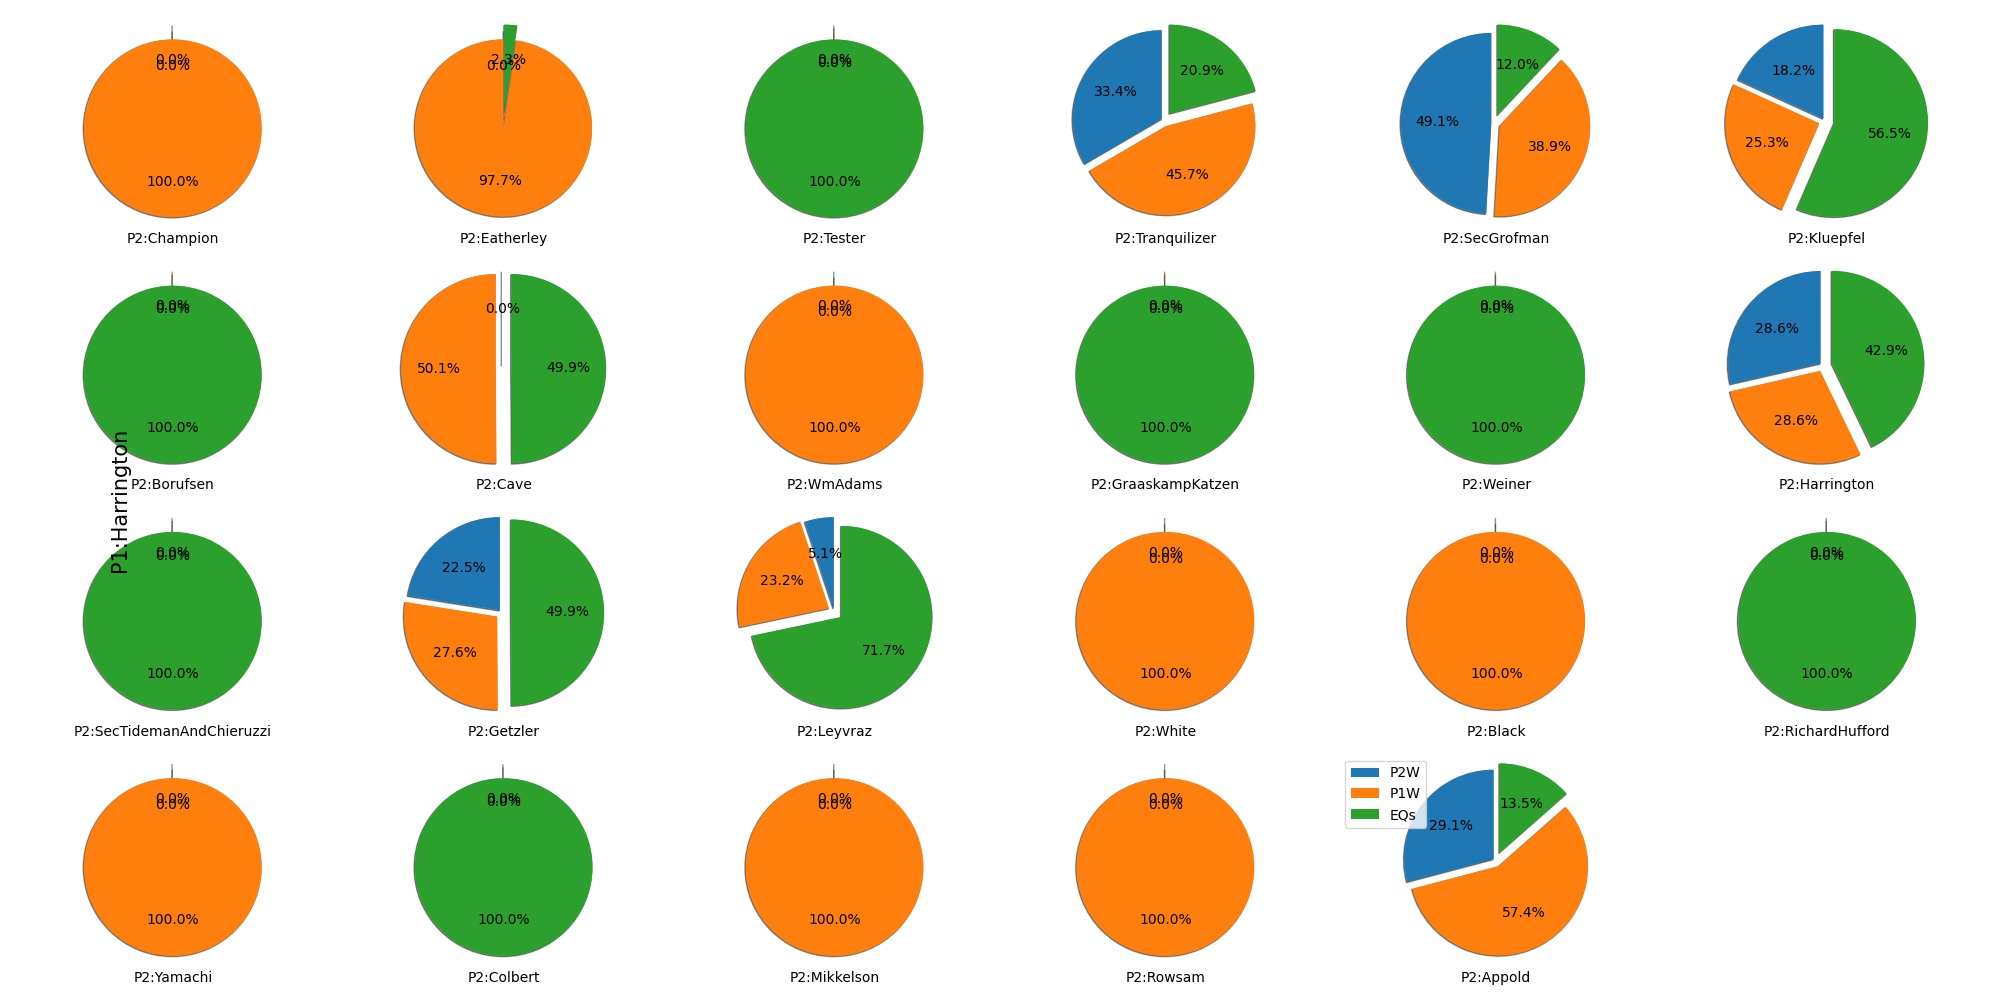 0.0%
0.0%
100.0%
P2:Champion
2.3%
0.0%
97.7%
P2:Eatherley
0.0%
0.0%
100.0%
P2:Tester
33.4%
20.9%
45.7%
P2:Tranquilizer
49.1%
12.0%
38.9%
P2:SecGrofman
18.2%
25.3%
56.5%
P2:Kluepfel
0.0%
0.0%
100.0%
P2:Borufsen
0.0%
50.1%
49.9%
P2:Cave
0.0%
0.0%
100.0%
P2:WmAdams
0.0%
0.0%
100.0%
P2:GraaskampKatzen
0.0%
0.0%
100.0%
P2:Weiner
28.6%
42.9%
28.6%
P2:Harrington
P1:Harrington
0.0%
0.0%
100.0%
P2:SecTidemanAndChieruzzi
22.5%
49.9%
27.6%
P2:Getzler
5.1%
23.2%
71.7%
P2:Leyvraz
0.0%
0.0%
100.0%
P2:White
0.0%
0.0%
100.0%
P2:Black
0.0%
0.0%
100.0%
P2:RichardHufford
0.0%
0.0%
100.0%
P2:Yamachi
0.0%
0.0%
100.0%
P2:Colbert
0.0%
0.0%
100.0%
P2:Mikkelson
0.0%
0.0%
100.0%
P2:Rowsam
P2W
P1W
EQs
13.5%
29.1%
57.4%
P2:Appold